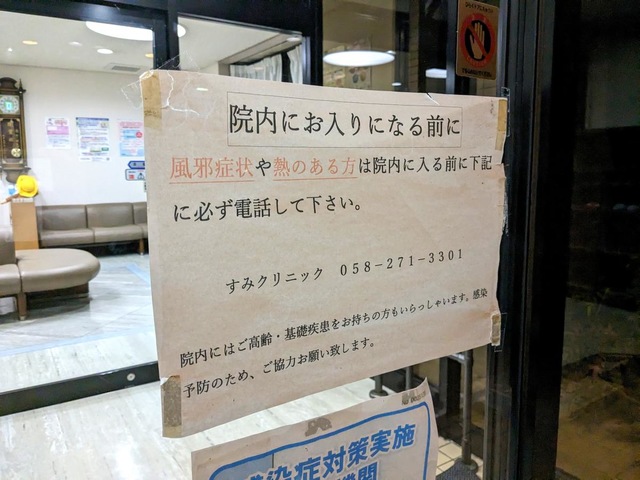 院内にお入りになる前に
風邪症状や熱のある方は院内に入る前に下記
に必ず電話して下さい。
すみクリニック ０５８−２７１−３３０１
院内にはご高齢・基礎疾患をお持ちの方もいらっしゃいます。感染
予防のため、ご協力お願い致します。
感染症対策実施
機関